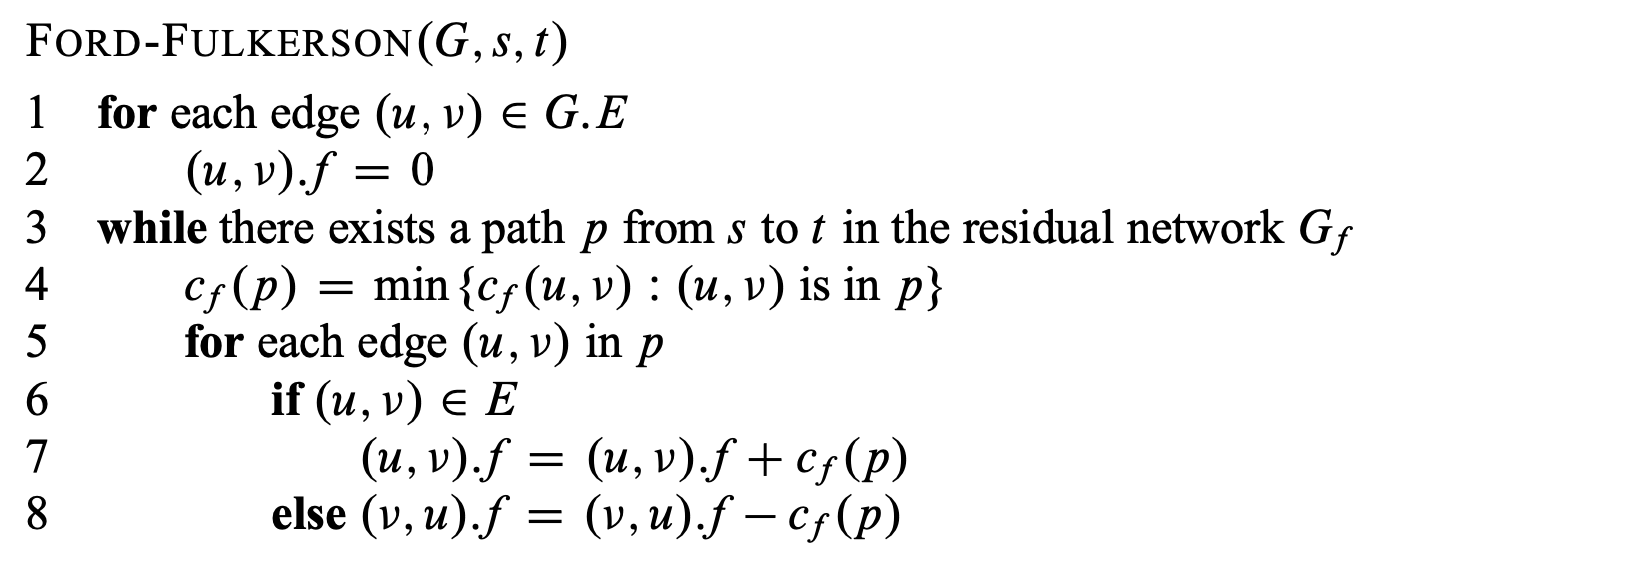 FORD-FULKERSON(G, s, t)
1 for each edge (u, v) ∈ G.E
2 (u, v).f = 0
3 while there exists a path p from s to t in the residual network G_f
4 c_f(p) = min {c_f(u, v) : (u, v) is in p}
5 for each edge (u, v) in p
6 if (u, v) ∈ E
7 (u, v).f = (u, v).f + c_f(p)
8 else (v, u).f = (v, u).f − c_f(p)